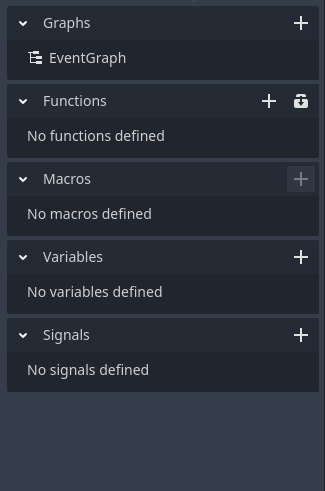 Graphs
EventGraph
Functions
No functions defined
Macros
No macros defined
Variables
No variables defined
Signals
No signals defined